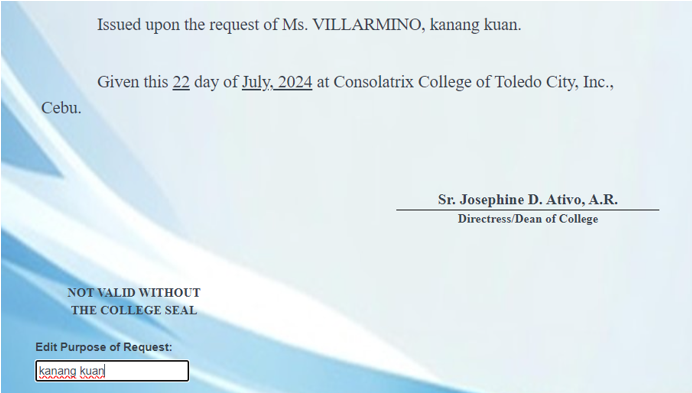 Issued upon the request of Ms. VILLARMINO, kanang kuan.
Given this 22 day of July, 2024 at Consolatrix College of Toledo City, Inc.,
Cebu.
Sr. Josephine D. Ativo, A.R.
Directress/Dean of College
NOT VALID WITHOUT
THE COLLEGE SEAL
Edit Purpose of Request:
kanang kuan